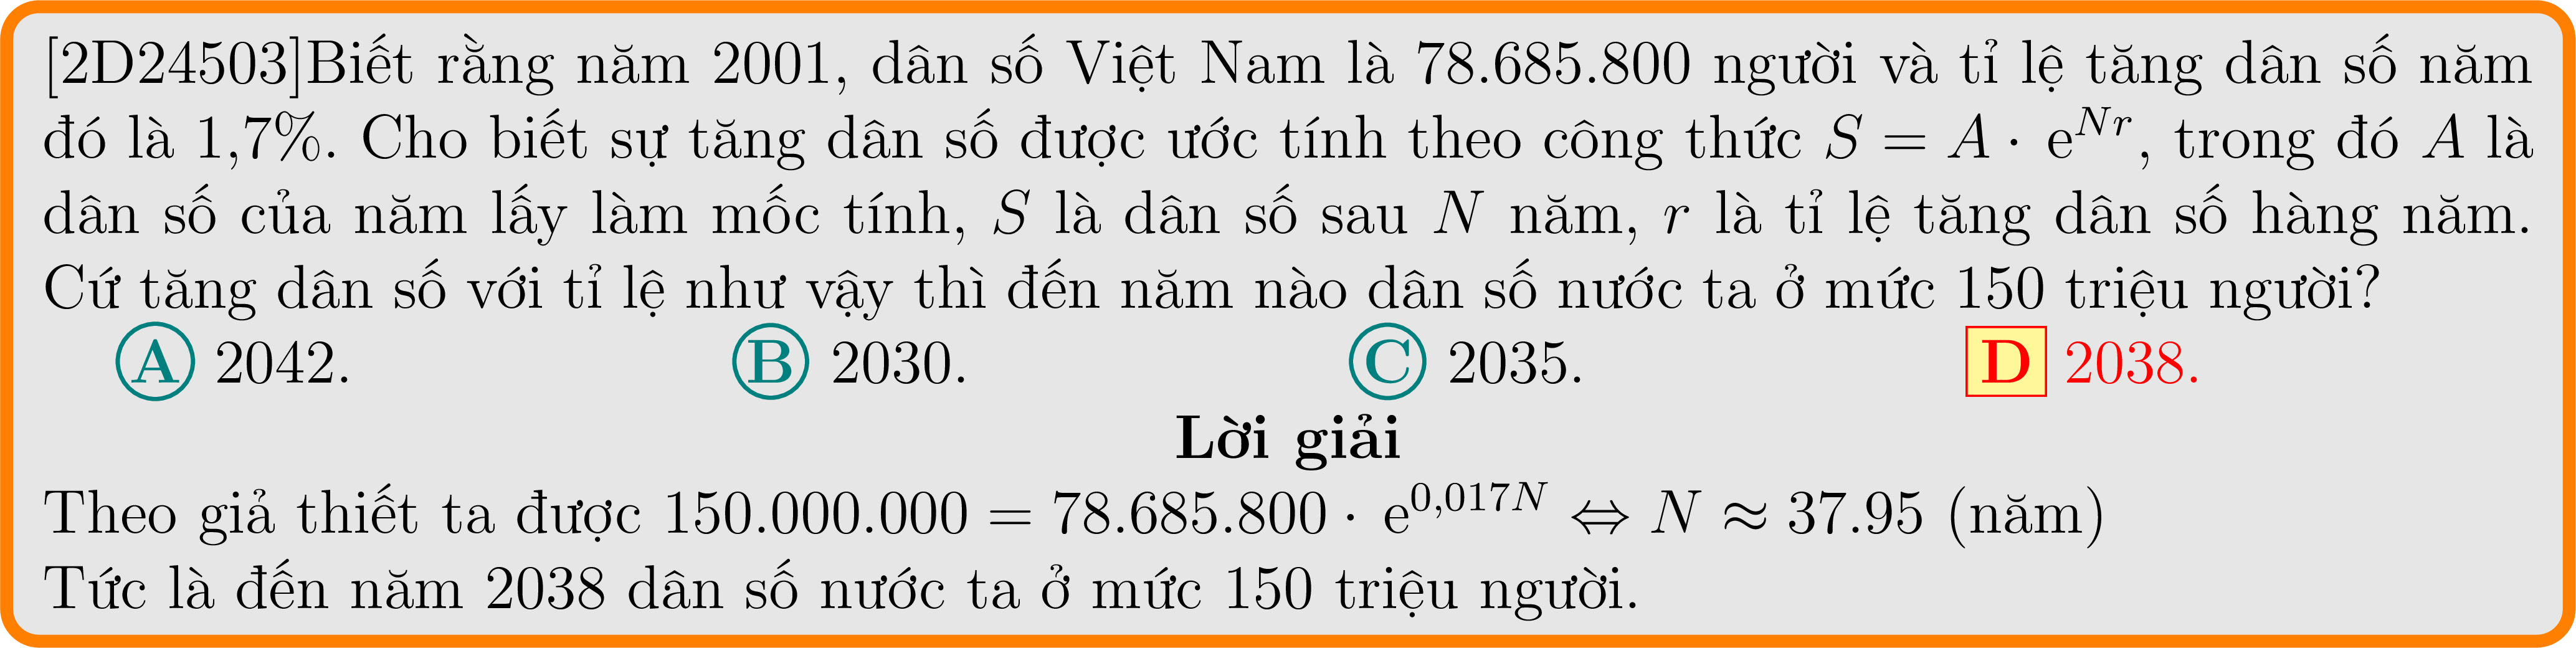 [2D24503]Biết rằng năm 2001, dân số Việt Nam là 78.685.800 người và tỉ lệ tăng dân số năm
đó là 1,7%. Cho biết sự tăng dân số được ước tính theo công thức S = A · e^{Nr}, trong đó A là
dân số của năm lấy làm mốc tính, S là dân số sau N năm, r là tỉ lệ tăng dân số hàng năm.
Cứ tăng dân số với tỉ lệ như vậy thì đến năm nào dân số nước ta ở mức 150 triệu người?
A 2042. B 2030. C 2035. D 2038.
Lời giải
Theo giả thiết ta được 150.000.000 = 78.685.800 · e^{0,017N} ⇔ N ≈ 37.95 (năm)
Tức là đến năm 2038 dân số nước ta ở mức 150 triệu người.